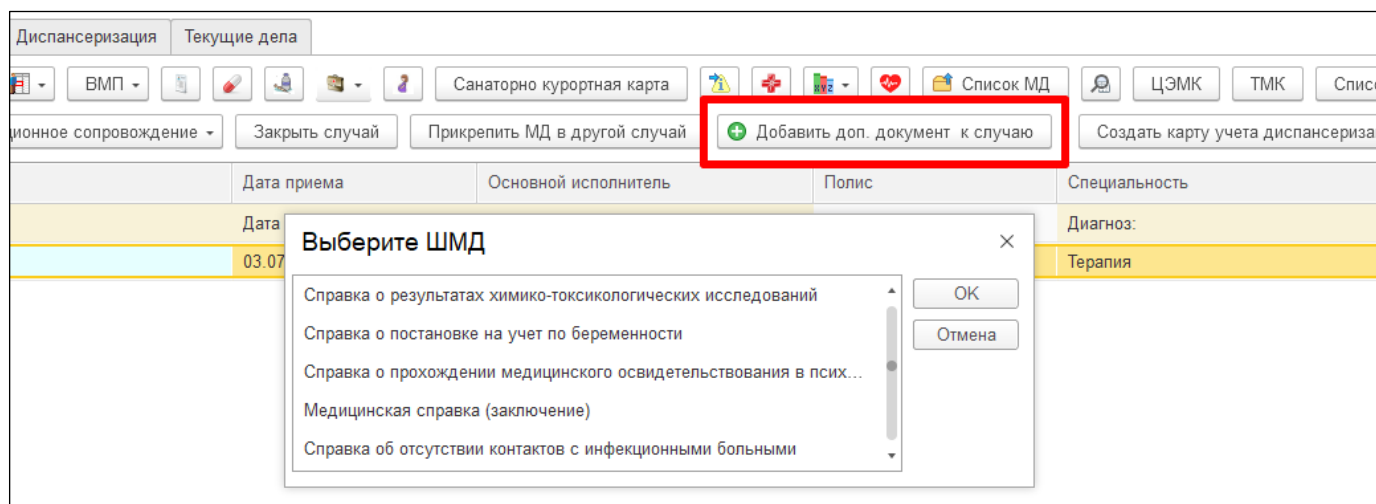 Диспансеризация Текущие дела
ВМП Санаторно курортная карта Список МД ЦЭМК ТМК
ционное сопровождение Закрыть случай Прикрепить МД в другой случай Добавить доп. документ к случаю Создать карту учета диспансериза
Дата приема Основной исполнитель Полис Специальность
Дата Диагноз:
03.07 Терапия
Выберите ШМД
Справка о результатах химико-токсикологических исследований OK
Справка о постановке на учет по беременности Отмена
Справка о прохождении медицинского освидетельствования в псих...
Медицинская справка (заключение)
Справка об отсутствии контактов с инфекционными больными